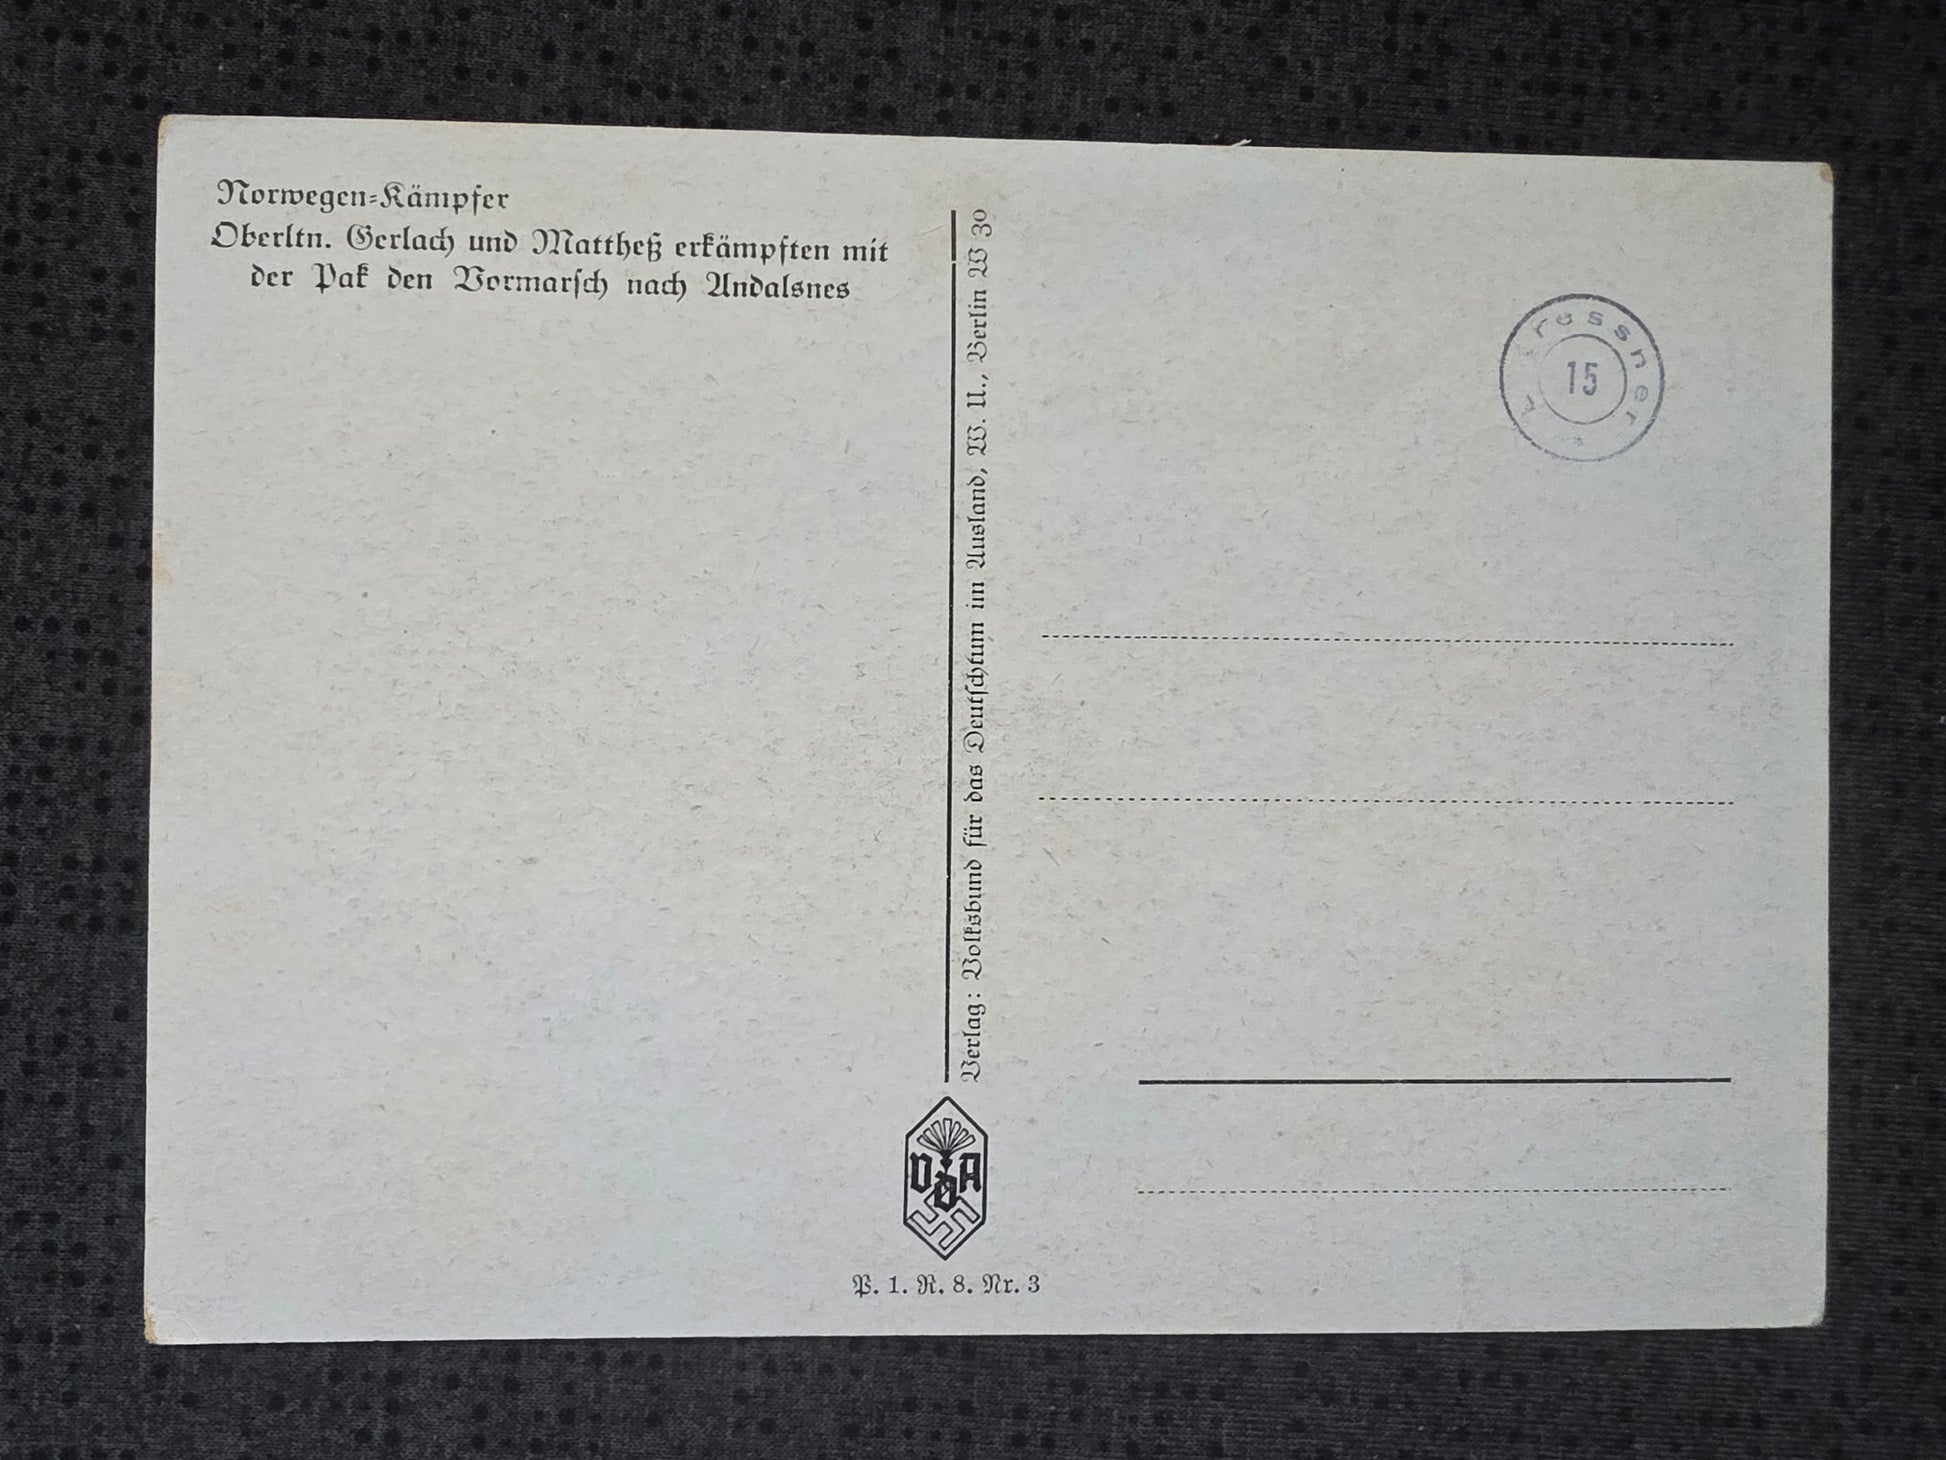 Norwegen-Kämpfer
Oberltn. Gerlach und Mattheß erkämpften mit
der Pak den Vormarsch nach Andalsnes
Verlag: Volksbund für das Deutschtum im Ausland, W. U., Berlin W 30
15
VDA
P. 1. R. 8. Nr. 3